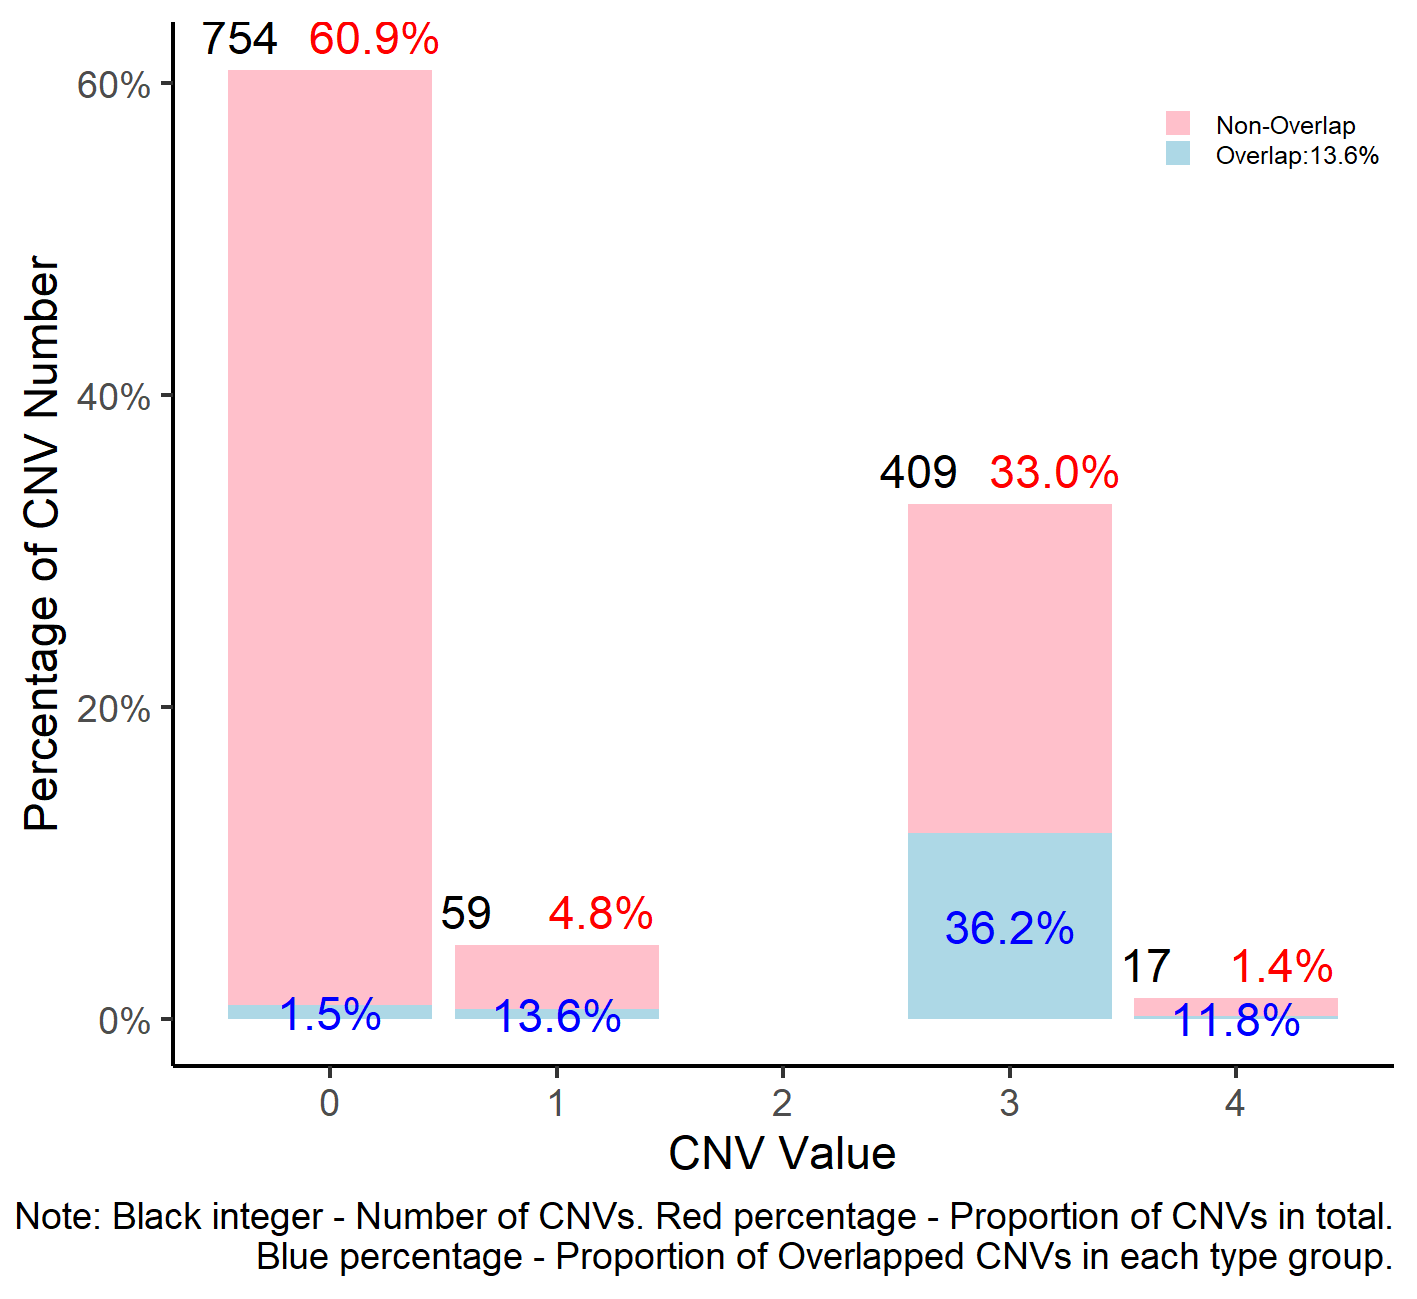 754 60.9%
60%
Non-Overlap
Overlap:13.6%
Percentage of CNV Number
40%
409 33.0%
20%
59 4.8%
36.2%
17 1.4%
0%
1.5%
13.6%
11.8%
0 1 2 3 4
CNV Value
Note: Black integer - Number of CNVs. Red percentage - Proportion of CNVs in total.
Blue percentage - Proportion of Overlapped CNVs in each type group.